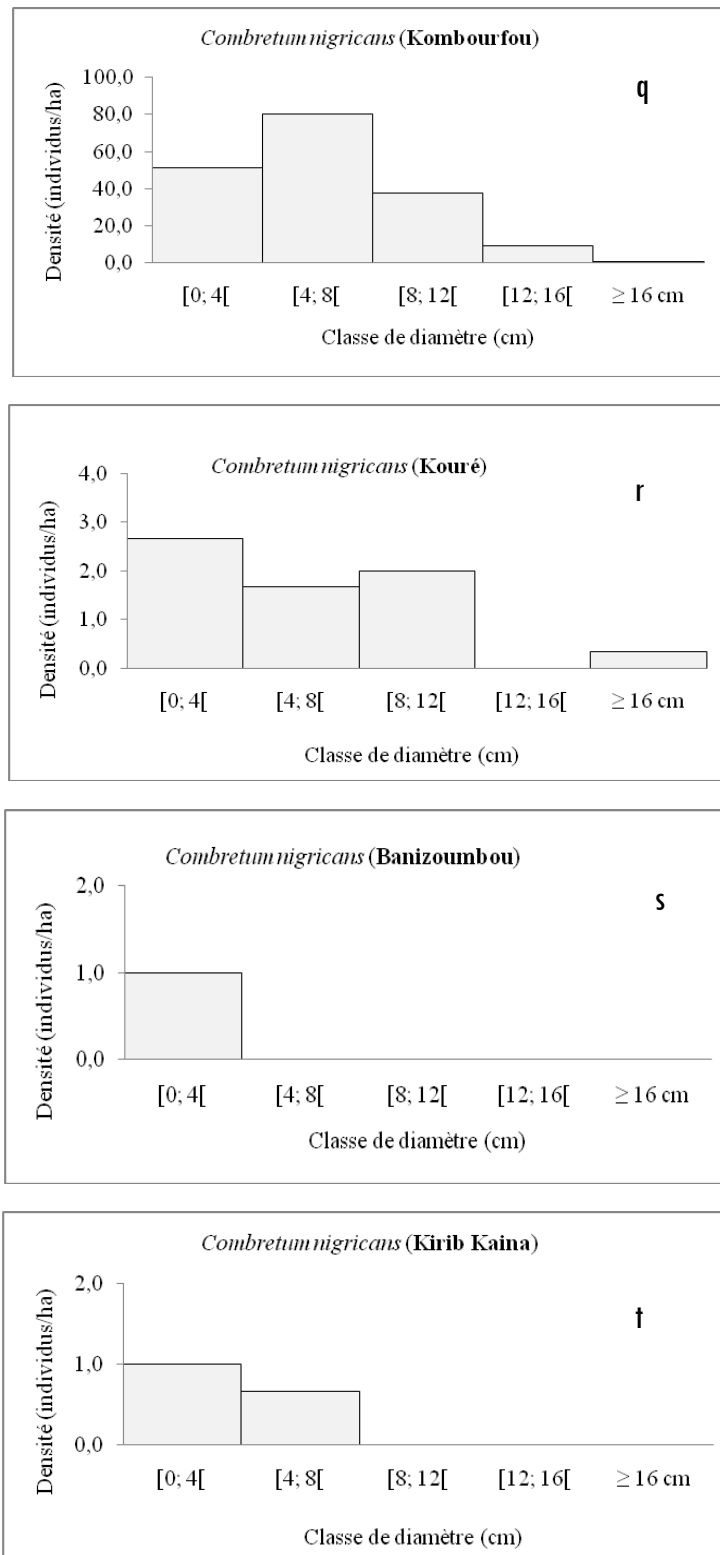 Combretum nigricans (Kombourfou)
q
Densité (individus/ha)
100,0
80,0
60,0
40,0
20,0
0,0
[0; 4[ [4; 8[ [8; 12[ [12; 16[ ≥ 16 cm
Classe de diamètre (cm)
Combretum nigricans (Kouré)
r
Densité (individus/ha)
4,0
3,0
2,0
1,0
0,0
[0; 4[ [4; 8[ [8; 12[ [12; 16[ ≥ 16 cm
Classe de diamètre (cm)
Combretum nigricans (Banizoumbou)
s
Densité (individus/ha)
2,0
1,0
0,0
[0; 4[ [4; 8[ [8; 12[ [12; 16[ ≥ 16 cm
Classe de diamètre (cm)
Combretum nigricans (Kirib Kaina)
t
Densité (individus/ha)
2,0
1,0
0,0
[0; 4[ [4; 8[ [8; 12[ [12; 16[ ≥ 16 cm
Classe de diamètre (cm)